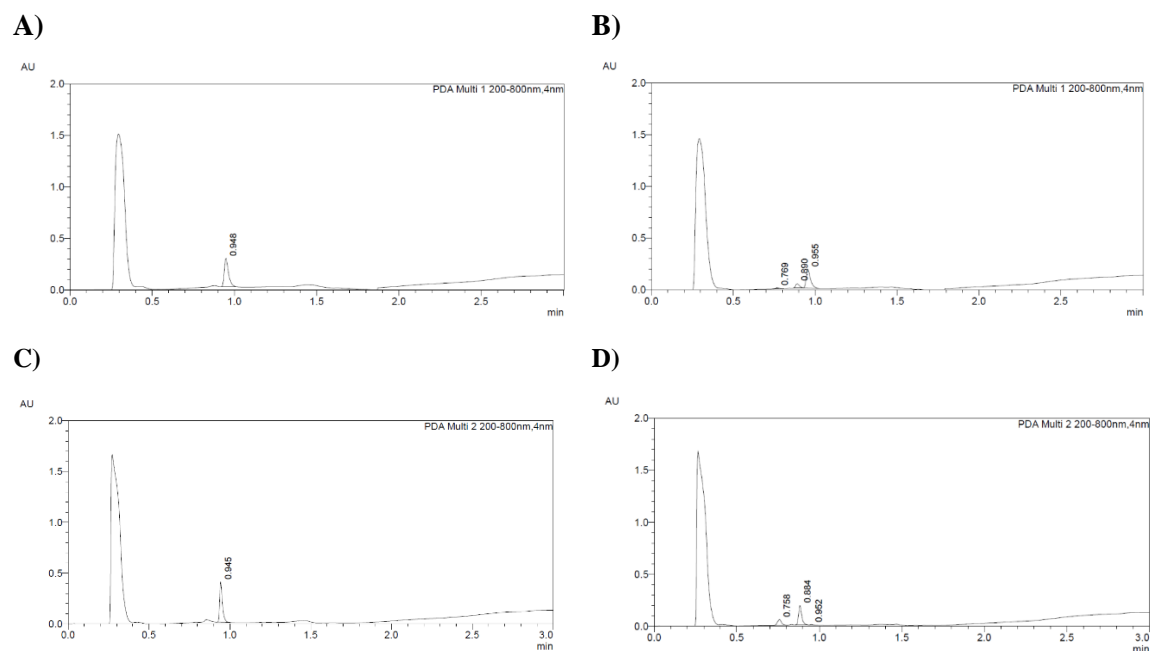 A)
AU
PDA Multi 1 200-800nm,4nm
2.0
1.5
1.0
0.5
0.0
0.948
0.0 0.5 1.0 1.5 2.0 2.5
min
B)
AU
PDA Multi 1 200-800nm,4nm
2.0
1.5
1.0
0.5
0.0
0.769
0.890
0.955
0.0 0.5 1.0 1.5 2.0 2.5
min
C)
AU
PDA Multi 2 200-800nm,4nm
2.0
1.5
1.0
0.5
0.0
0.945
0.0 0.5 1.0 1.5 2.0 2.5 3.0
min
D)
AU
PDA Multi 2 200-800nm,4nm
2.0
1.5
1.0
0.5
0.0
0.758
0.884
0.952
0.0 0.5 1.0 1.5 2.0 2.5 3.0
min